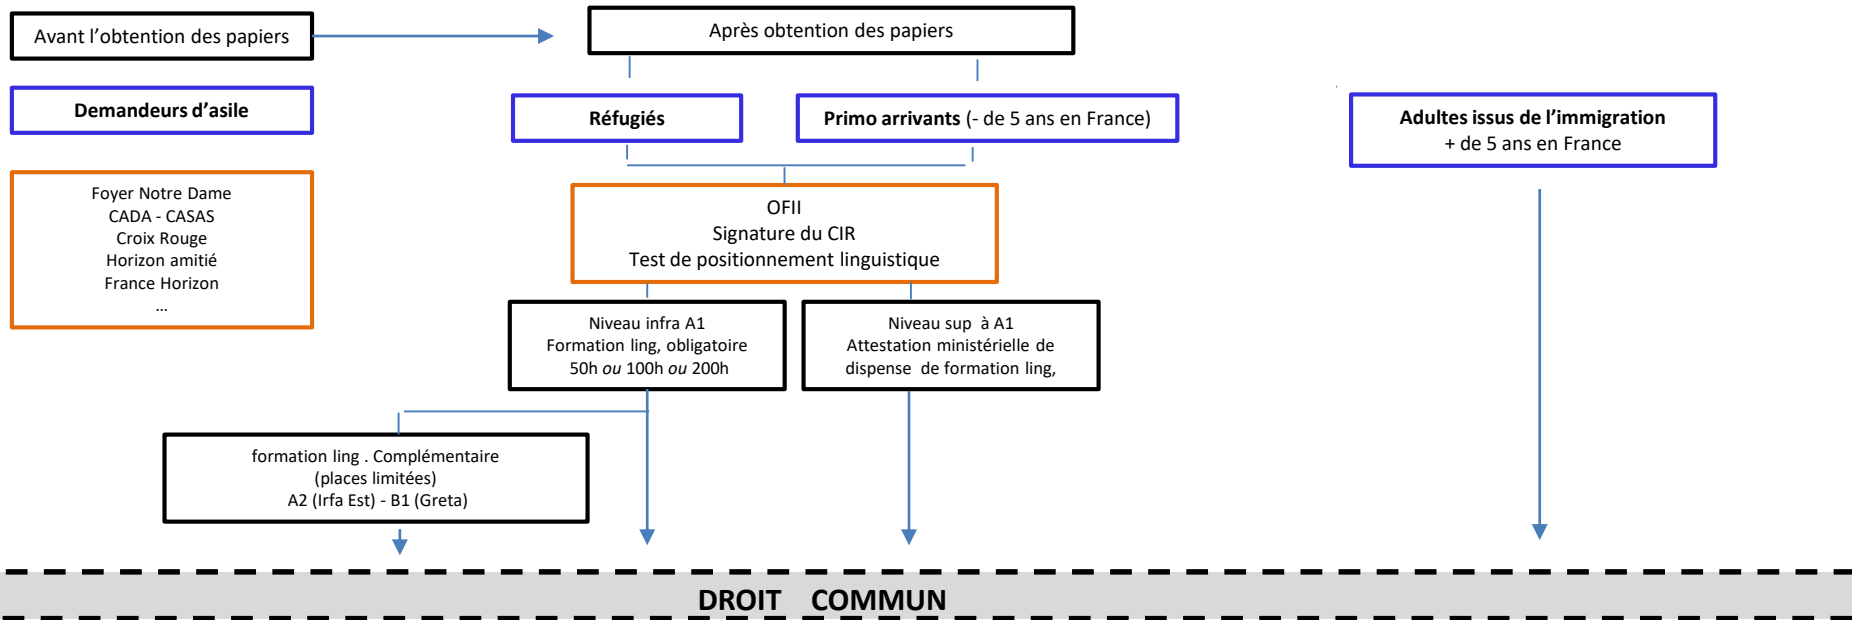 Avant l'obtention des papiers
Après obtention des papiers
Demandeurs d'asile
Réfugiés
Primo arrivants (- de 5 ans en France)
Adultes issus de l'immigration
+ de 5 ans en France
Foyer Notre Dame
CADA - CASAS
Croix Rouge
Horizon amitié
France Horizon
...
OFII
Signature du CIR
Test de positionnement linguistique
Niveau infra A1
Formation ling, obligatoire
50h ou 100h ou 200h
Niveau sup à A1
Attestation ministérielle de
dispense de formation ling,
formation ling . Complémentaire
(places limitées)
A2 (Irfa Est) - B1 (Greta)
DROIT COMMUN